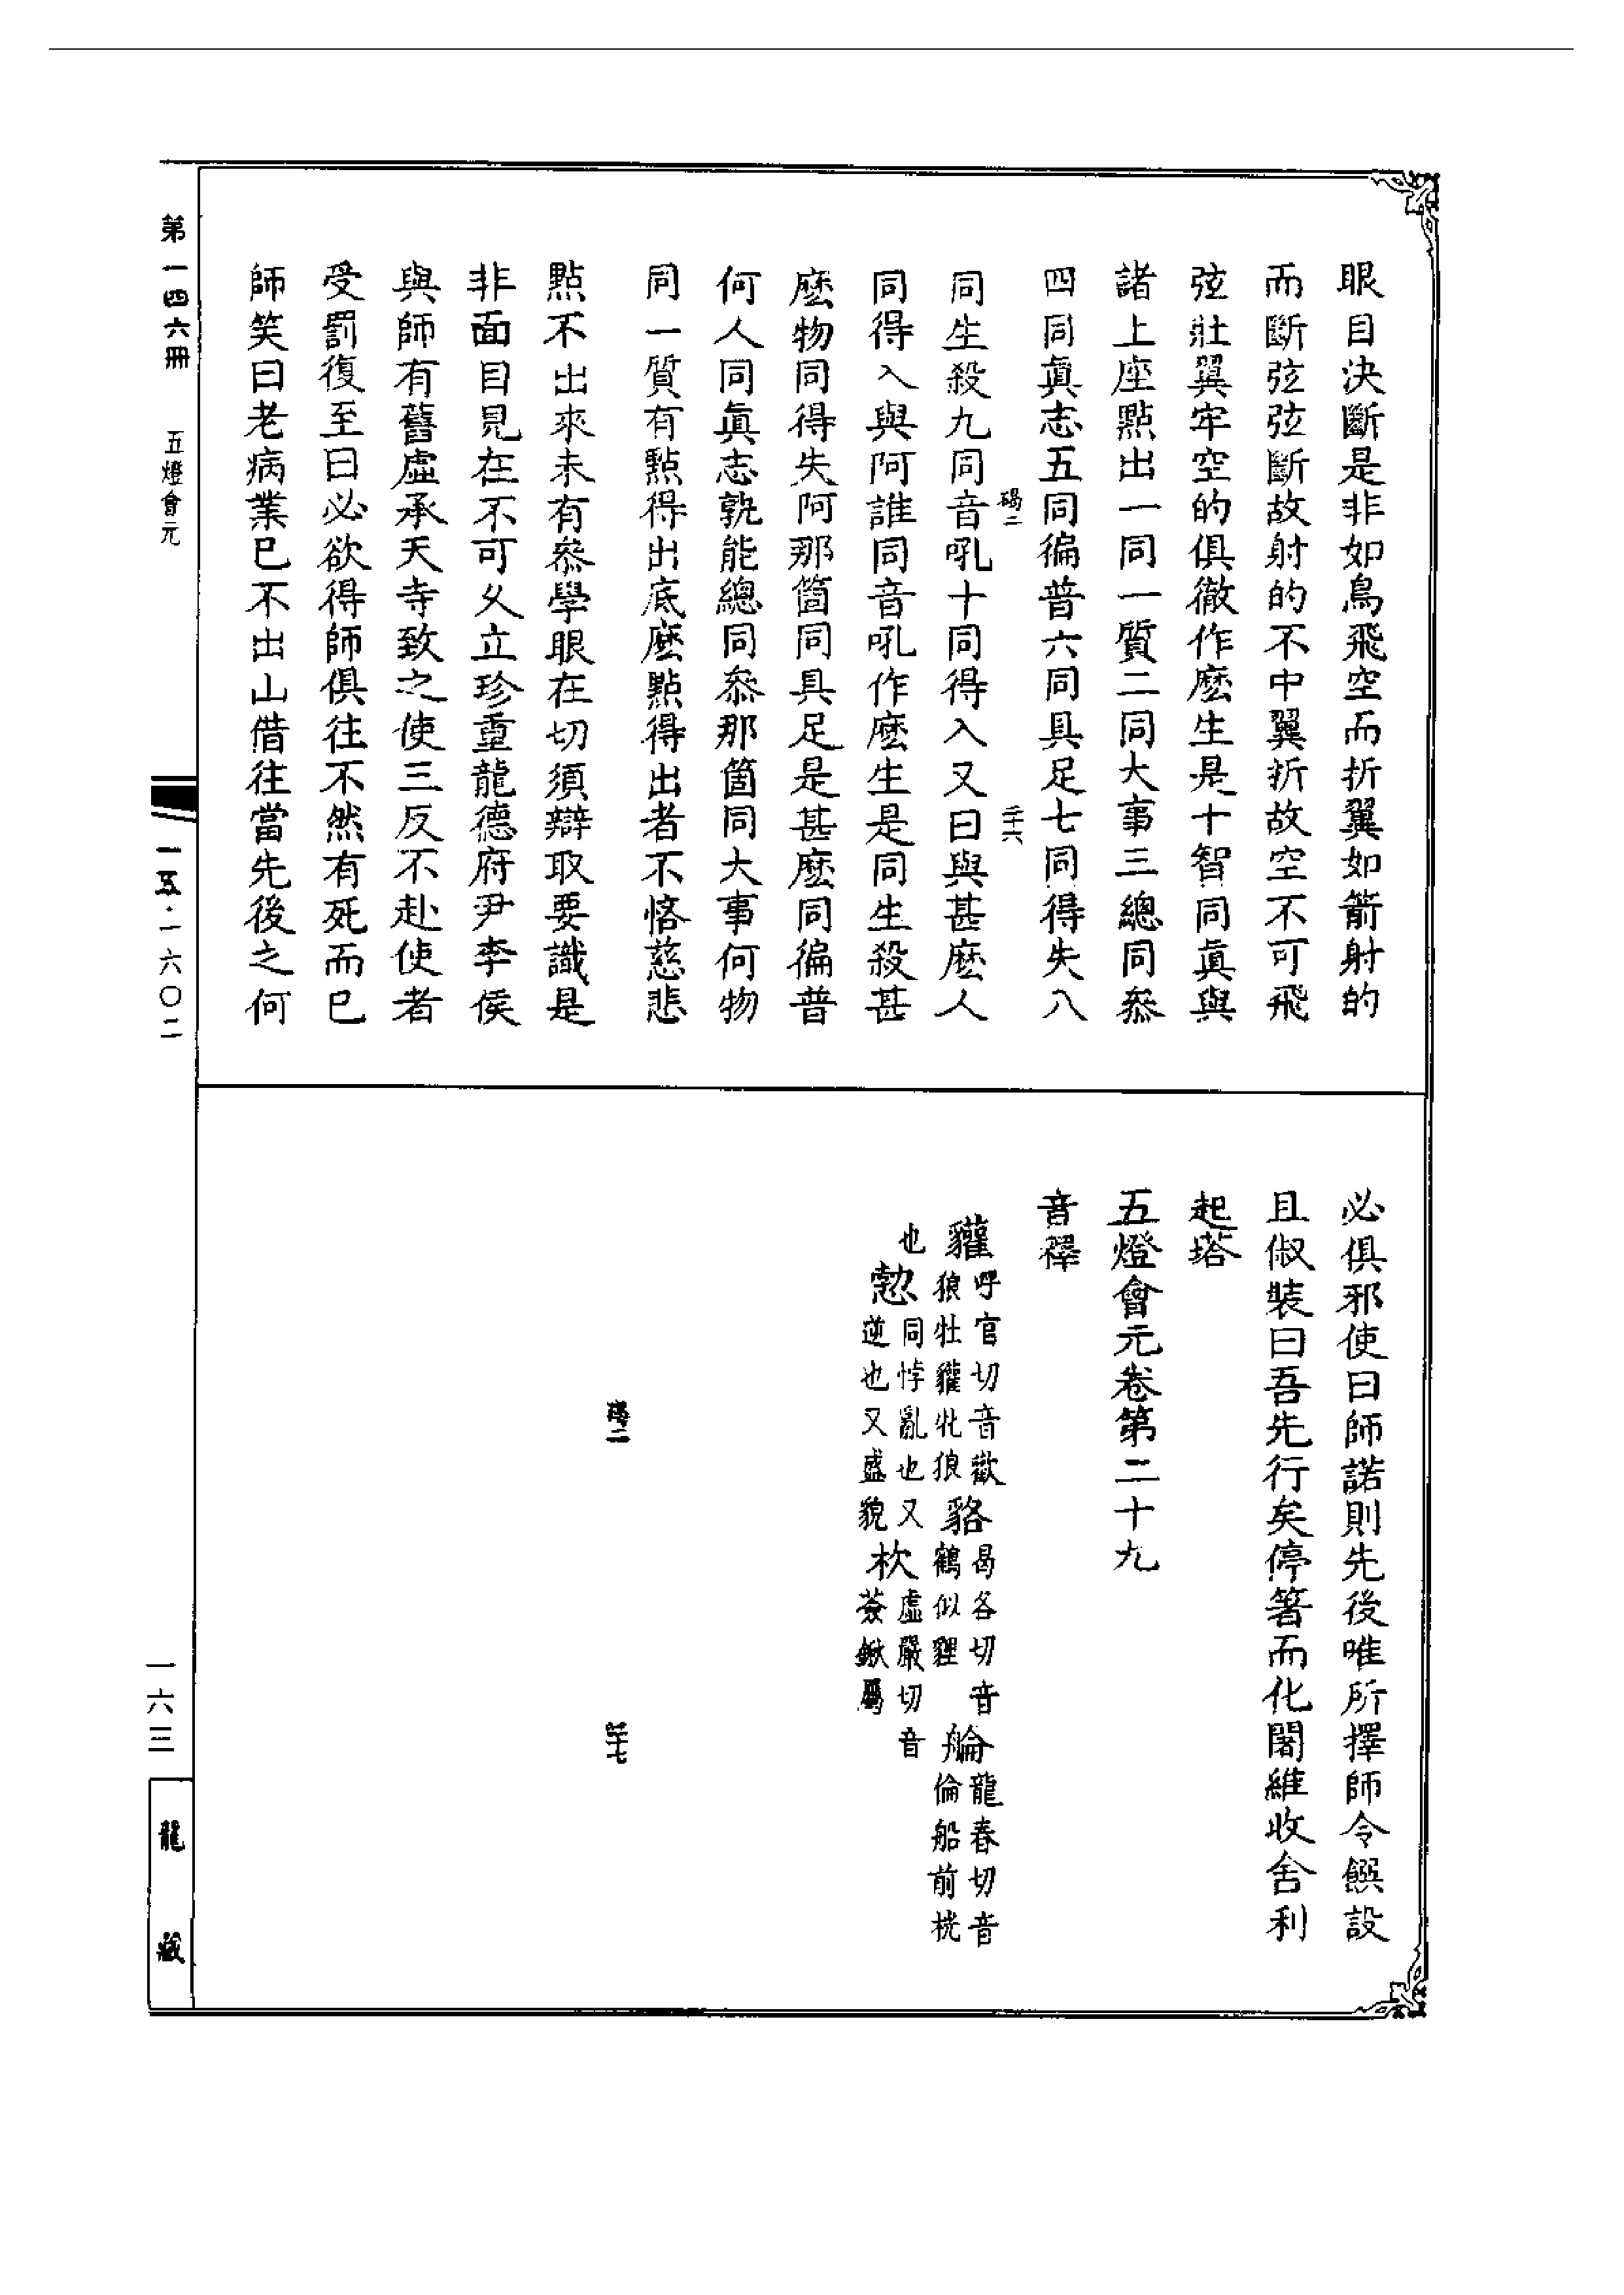 眼目決斷是非如鳥飛空而折翼如箭射的
而斷弦弦斷故射的不中翼折故空不可飛
弦壯翼牢空的俱徹作麽生是十智同眞與
諸上座點出一同一質二同大事三總同叅
四同眞志五同徧普六同具足七同得失八
碭二
二十六
同生殺九同音吼十同得入又曰與甚麽人
同得入與阿誰同音吼作麽生是同生殺甚
麽物同得失阿那箇同具足是甚麽同徧普
何人同眞志孰能總同叅那箇同大事何物
同一質有點得出底麽點得出者不悋慈悲
點不出來未有叅學眼在切須辯取要識是
非面目見在不可久立珍重龍德府尹李侯
與師有舊虛承天寺致之使三反不赴使者
受罰復至曰必欲得師俱往不然有死而已
師笑曰老病業已不出山借往當先後之何
第一四六冊
五燈會元
一五·一六〇二
必俱邪使曰師諾則先後唯所擇師令饌設
且俶裝曰吾先行矣停箸而化闍維收舍利
起塔
五燈會元卷第二十九
音釋
貛呼官切音歡狼牡貛牝狼貉曷各切音鶴似貍㷍龍春切音倫船前桄
也愂同悖亂也又逆也又盛貌杴虛嚴切音薟鍬屬
碭二
二十七
一六三
龍藏